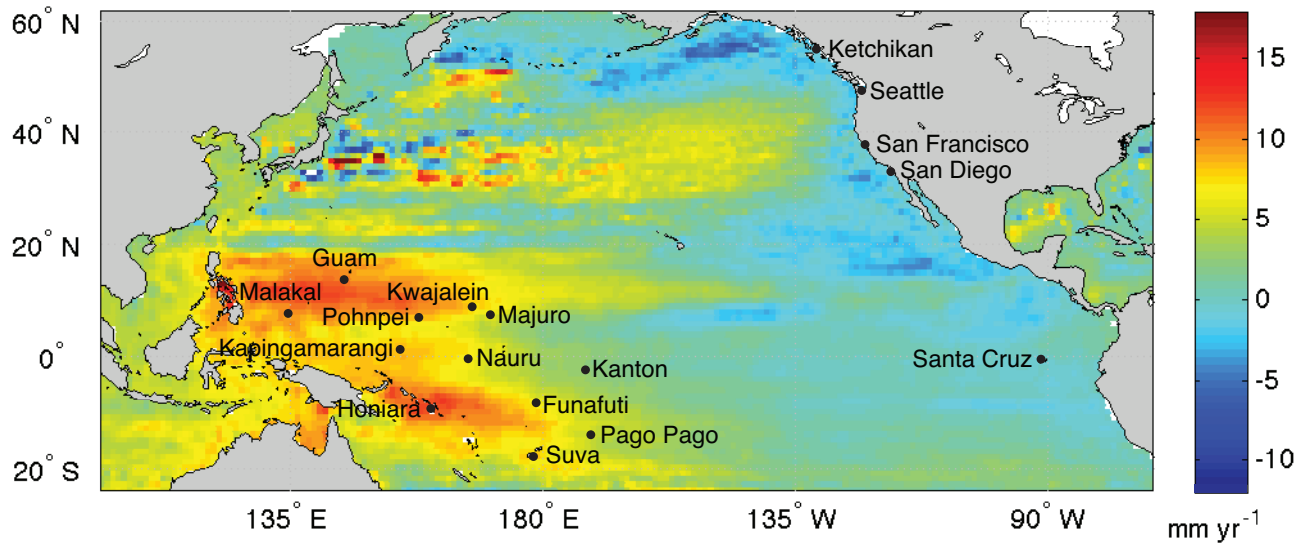 60° N
40° N
20° N
0°
20° S
135° E
180° E
135° W
90° W
Ketchikan
Seattle
San Francisco
San Diego
Guam
Malakal
Kwajalein
Pohnpei
Majuro
Kapingamarangi
Nauru
Kanton
Santa Cruz
Honiara
Funafuti
Pago Pago
Suva
15
10
5
0
-5
-10
mm yr⁻¹